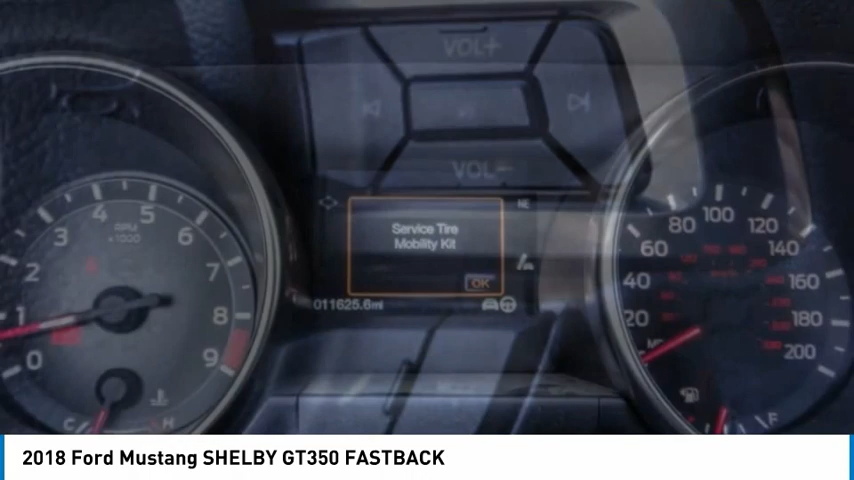 VOL+
VOL-
NE
Service Tire
Mobility Kit
OK
011625.6mi
RPM
x1000
0
1
2
3
4
5
6
7
8
9
C
H
20
40
60
80
100
120
140
160
180
200
F
2018 Ford Mustang SHELBY GT350 FASTBACK